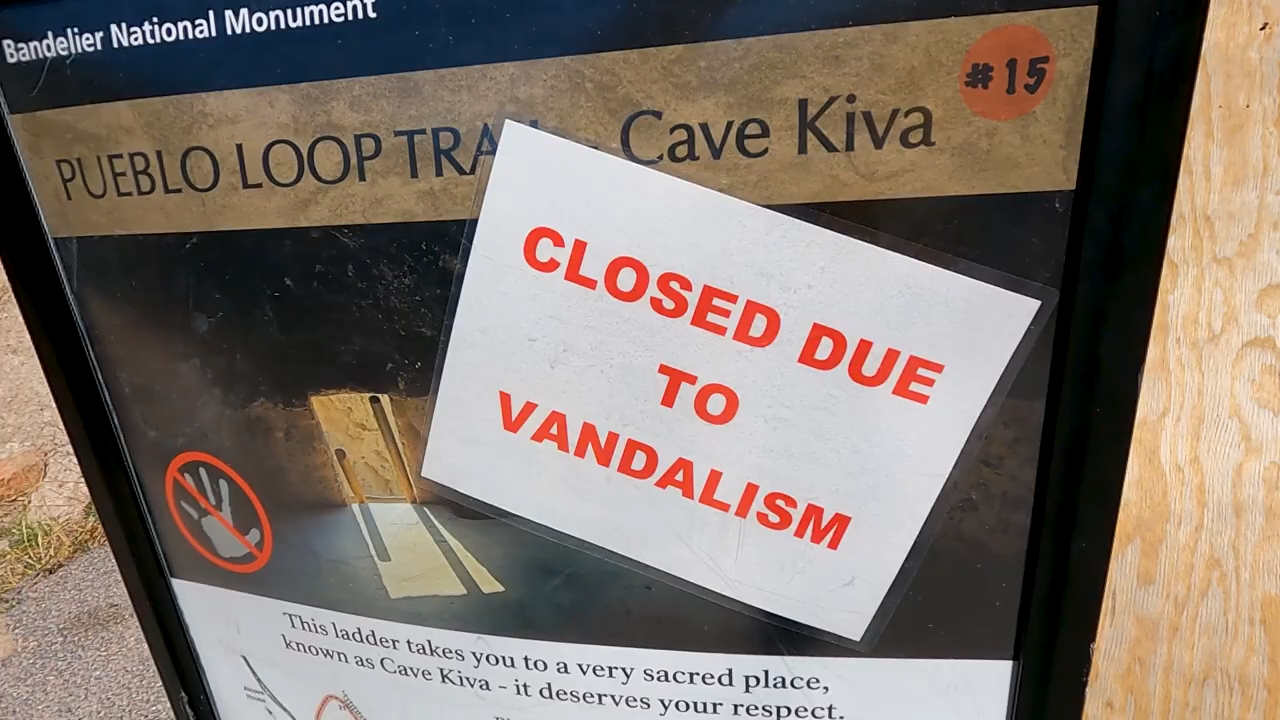 Bandelier National Monument
#15
PUEBLO LOOP TRAIL - Cave Kiva
CLOSED DUE
TO
VANDALISM
This ladder takes you to a very sacred place,
known as Cave Kiva - it deserves your respect.